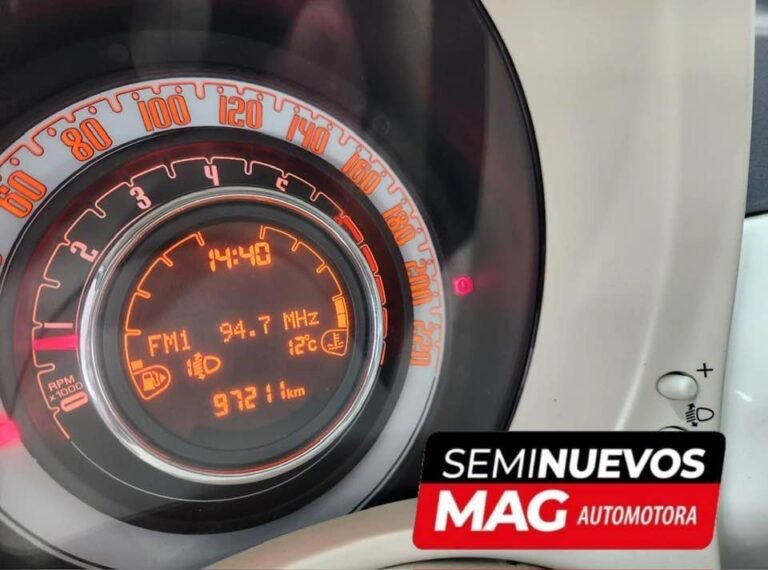 60 80 100 120 140 160 180 200 220
1 2 3 4 5
RPM x1000
0
14:40
FM1 94.7 MHz
1 12°c
97211km
+
SEMINUEVOS
MAG AUTOMOTORA